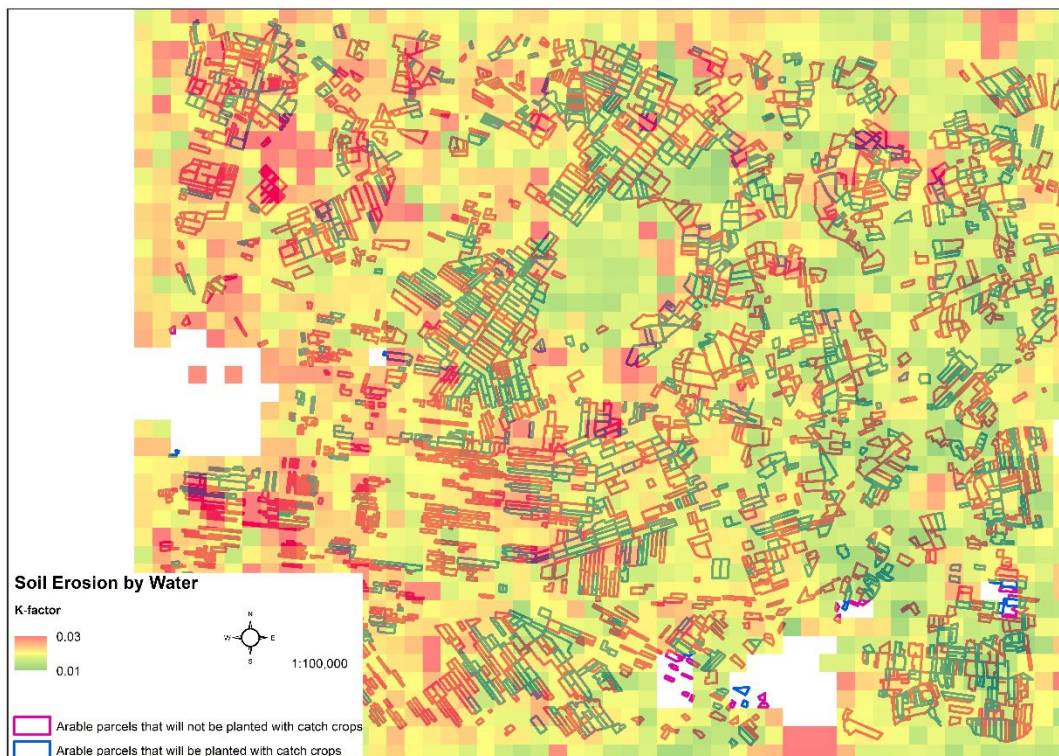 Soil Erosion by Water
K-factor
0.03
0.01
N
W E
S
1:100,000
Arable parcels that will not be planted with catch crops
Arable parcels that will be planted with catch crops